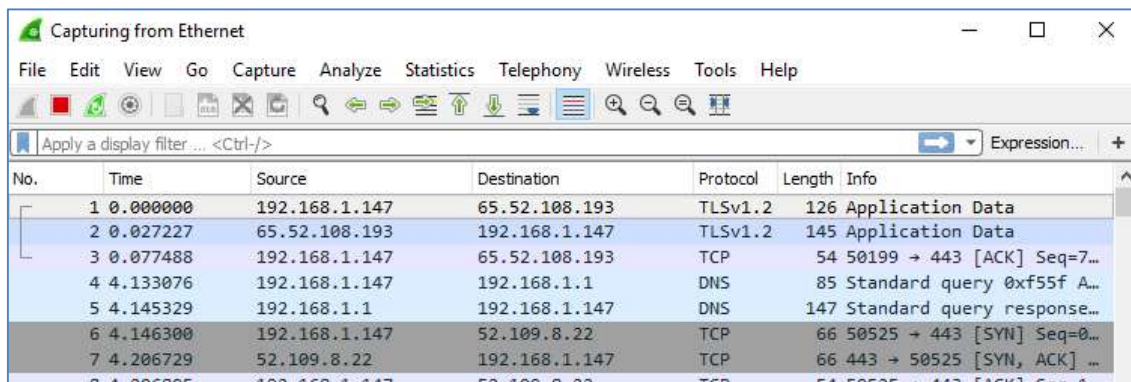 Capturing from Ethernet
File Edit View Go Capture Analyze Statistics Telephony Wireless Tools Help
Apply a display filter ... <Ctrl-/> Expression... +
No. Time Source Destination Protocol Length Info
1 0.000000 192.168.1.147 65.52.108.193 TLSv1.2 126 Application Data
2 0.027227 65.52.108.193 192.168.1.147 TLSv1.2 145 Application Data
3 0.077488 192.168.1.147 65.52.108.193 TCP 54 50199 → 443 [ACK] Seq=7…
4 4.133076 192.168.1.147 192.168.1.1 DNS 85 Standard query 0xf55f A…
5 4.145329 192.168.1.1 192.168.1.147 DNS 147 Standard query response…
6 4.146300 192.168.1.147 52.109.8.22 TCP 66 50525 → 443 [SYN] Seq=0…
7 4.206729 52.109.8.22 192.168.1.147 TCP 66 443 → 50525 [SYN, ACK] …